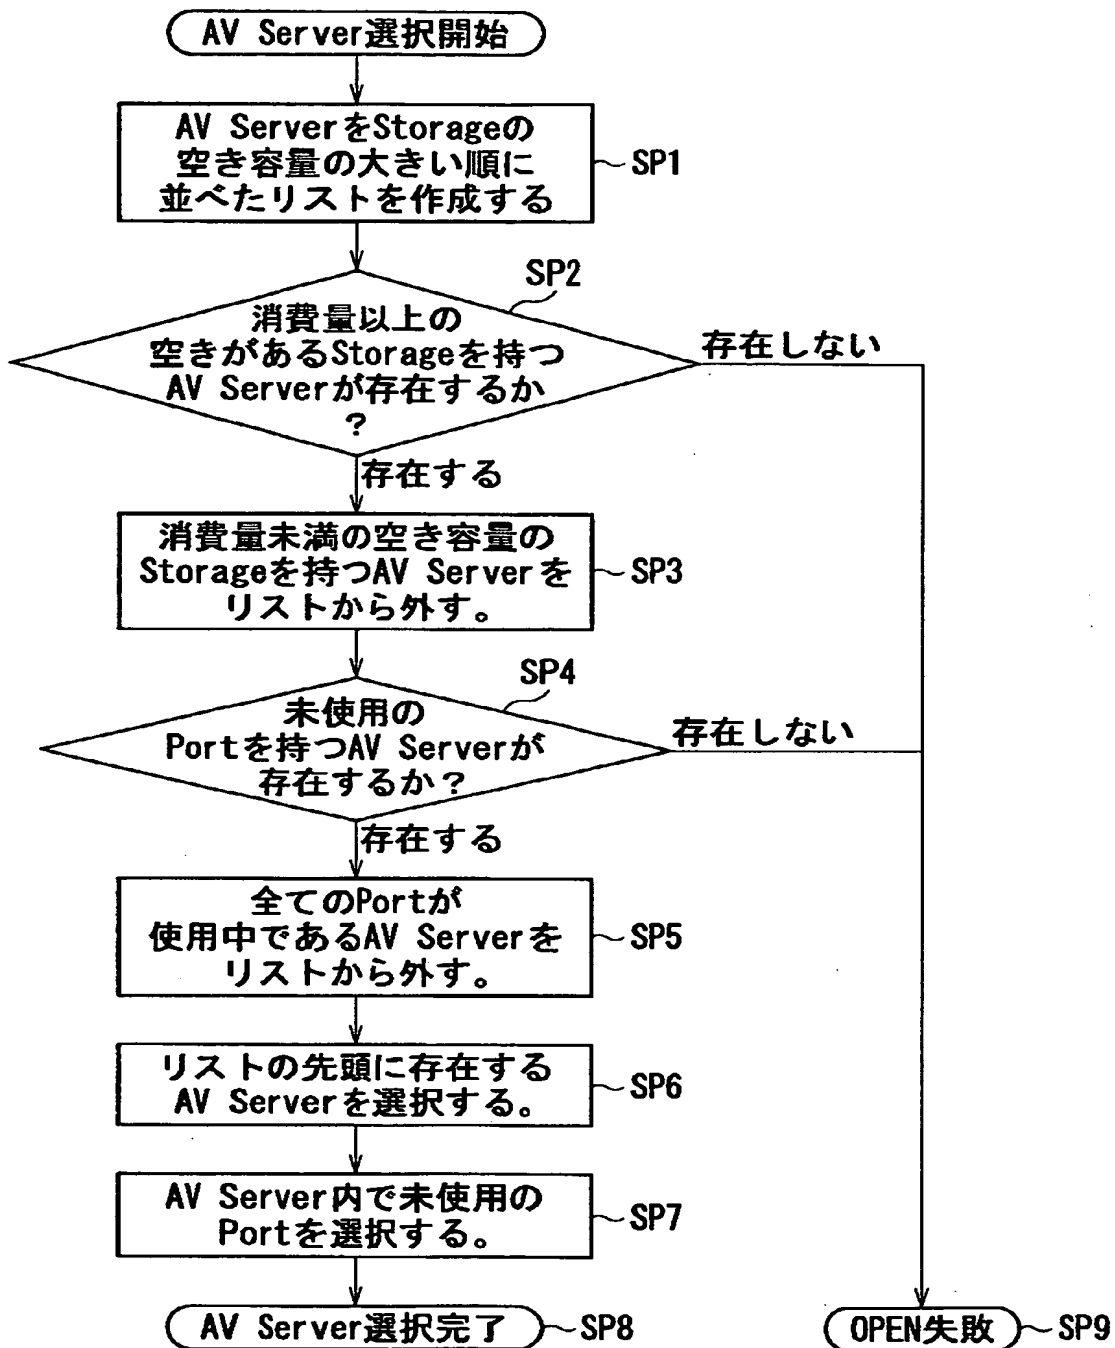 AV Server選択開始
AV ServerをStorageの
空き容量の大きい順に
並べたリストを作成する
SP1
SP2
消費量以上の
空きがあるStorageを持つ
AV Serverが存在するか
?
存在しない
存在する
消費量未満の空き容量の
Storageを持つAV Serverを
リストから外す。
SP3
SP4
未使用の
Portを持つAV Serverが
存在するか?
存在しない
存在する
全てのPortが
使用中であるAV Serverを
リストから外す。
SP5
リストの先頭に存在する
AV Serverを選択する。
SP6
AV Server内で未使用の
Portを選択する。
SP7
AV Server選択完了
SP8
OPEN失敗
SP9